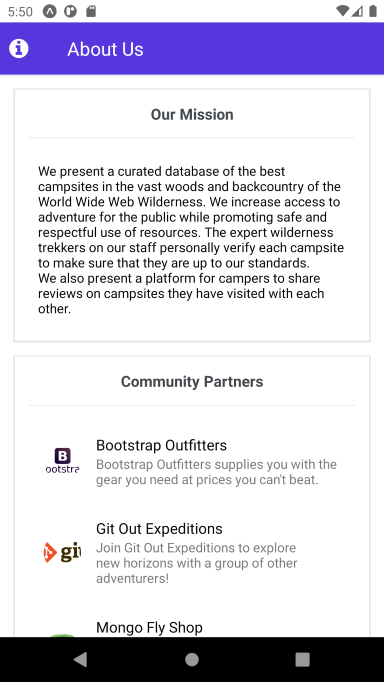 5:50
About Us
Our Mission
We present a curated database of the best
campsites in the vast woods and backcountry of the
World Wide Web Wilderness. We increase access to
adventure for the public while promoting safe and
respectful use of resources. The expert wilderness
trekkers on our staff personally verify each campsite
to make sure that they are up to our standards.
We also present a platform for campers to share
reviews on campsites they have visited with each
other.
Community Partners
B
ootstra
Bootstrap Outfitters
Bootstrap Outfitters supplies you with the
gear you need at prices you can't beat.
git
Git Out Expeditions
Join Git Out Expeditions to explore
new horizons with a group of other
adventurers!
Mongo Fly Shop